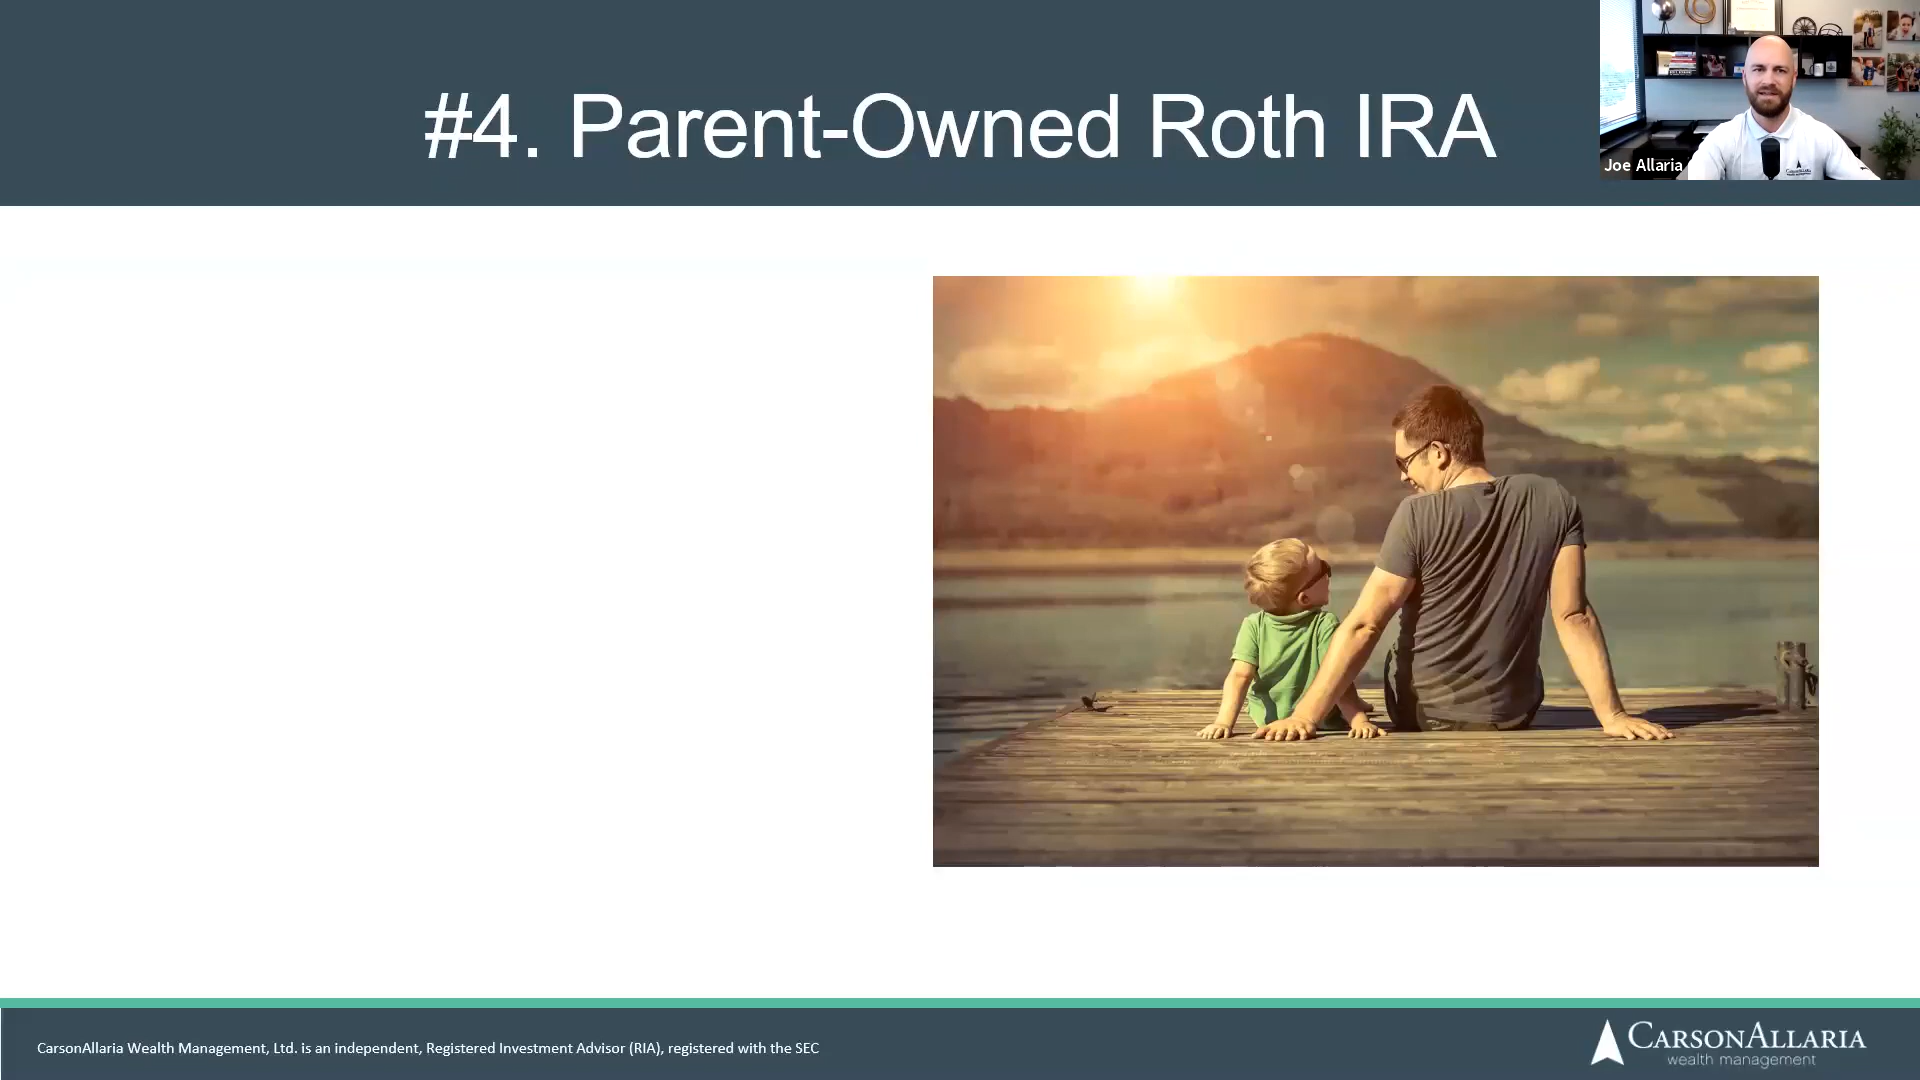 #4. Parent-Owned Roth IRA
Joe Allaria
CarsonAllaria Wealth Management, Ltd. is an independent, Registered Investment Advisor (RIA), registered with the SEC
CARSONALLARIA
wealth management